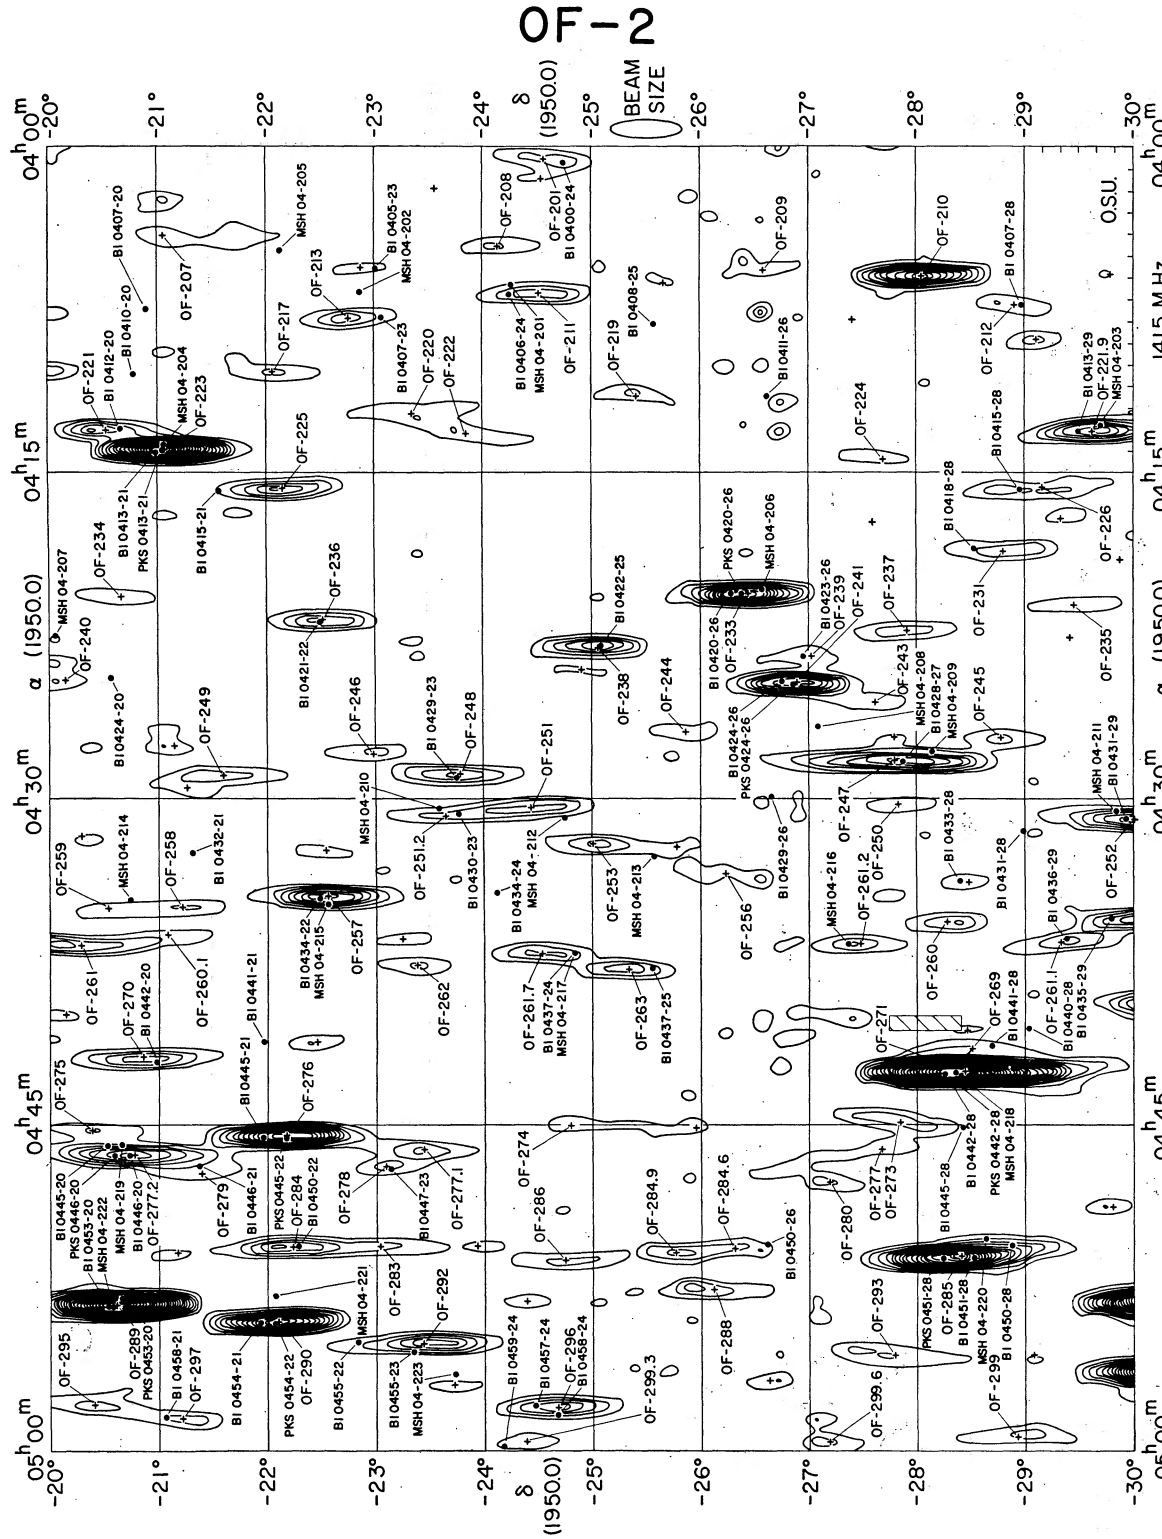 OF-2
04ʰ00ᵐ
04ʰ15ᵐ
α (1950.0)
04ʰ30ᵐ
04ʰ45ᵐ
05ʰ00ᵐ
-20°
-21°
-22°
-23°
-24°
δ
(1950.0)
-25°
BEAM
SIZE
-26°
-27°
-28°
-29°
-30°
BI 0407-20
MSH 04-205
OF-207
BI 0410-20
OF-213
BI 0405-23
MSH 04-202
OF-208
OF-201
BI 0400-24
OF-209
OF-210
BI 0407-28
O.S.U.
OF-221
BI 0412-20
MSH 04-204
OF-223
OF-217
BI 0407-23
OF-220
OF-222
BI 0406-24
MSH 04-201
OF-211
BI 0408-25
OF-219
BI 0411-26
OF-212
1415 MHz
OF-224
BI 0413-29
OF-221.9
MSH 04-203
OF-225
BI 0415-28
BI 0413-21
PKS 0413-21
BI 0415-21
OF-234
MSH 04-207
OF-240
OF-236
BI 0421-22
BI 0422-25
OF-238
PKS 0420-26
MSH 04-206
BI 0420-26
OF-233
BI 0423-26
OF-239
OF-241
OF-237
BI 0418-28
OF-231
OF-226
OF-235
BI 0424-20
OF-249
OF-246
BI 0429-23
OF-248
OF-244
BI 0424-26
PKS 0424-26
OF-243
MSH 04-208
BI 0428-27
MSH 04-209
OF-245
MSH 04-211
BI 0431-29
OF-251
OF-247
OF-250
MSH 04-210
OF-259
MSH 04-214
OF-258
BI 0432-21
OF-251.2
BI 0430-23
BI 0434-24
MSH 04-212
OF-253
MSH 04-213
BI 0429-26
OF-256
MSH 04-216
OF-261.2
BI 0433-28
BI 0431-28
BI 0436-29
OF-252
OF-261
OF-270
BI 0442-20
OF-260.1
BI 0441-21
BI 0434-22
MSH 04-215
OF-257
OF-262
OF-261.7
BI 0437-24
MSH 04-217
OF-263
BI 0437-25
OF-260
OF-271
OF-269
BI 0441-28
OF-261.1
BI 0440-28
BI 0435-29
OF-275
BI 0445-21
OF-276
OF-274
OF-277
OF-273
BI 0445-28
BI 0442-28
PKS 0442-28
MSH 04-218
BI 0445-20
PKS 0446-20
BI 0453-20
MSH 04-222
MSH 04-219
BI 0446-20
OF-277.2
OF-279
BI 0446-21
PKS 0445-22
OF-284
BI 0450-22
OF-278
BI 0447-23
OF-277.1
OF-286
OF-284.9
OF-284.6
BI 0450-26
OF-280
OF-295
OF-289
PKS 0453-20
BI 0458-21
OF-297
BI 0454-21
PKS 0454-22
OF-290
BI 0455-22
MSH 04-221
OF-283
OF-292
BI 0455-23
MSH 04-223
BI 0459-24
BI 0457-24
OF-296
BI 0458-24
OF-299.3
OF-288
OF-293
OF-299.6
PKS 0451-28
OF-285
BI 0451-28
MSH 04-220
BI 0450-28
OF-299
04ʰ00ᵐ
04ʰ15ᵐ
α (1950.0)
04ʰ30ᵐ
04ʰ45ᵐ
05ʰ00ᵐ
-20°
-21°
-22°
-23°
-24°
δ
(1950.0)
-25°
-26°
-27°
-28°
-29°
-30°